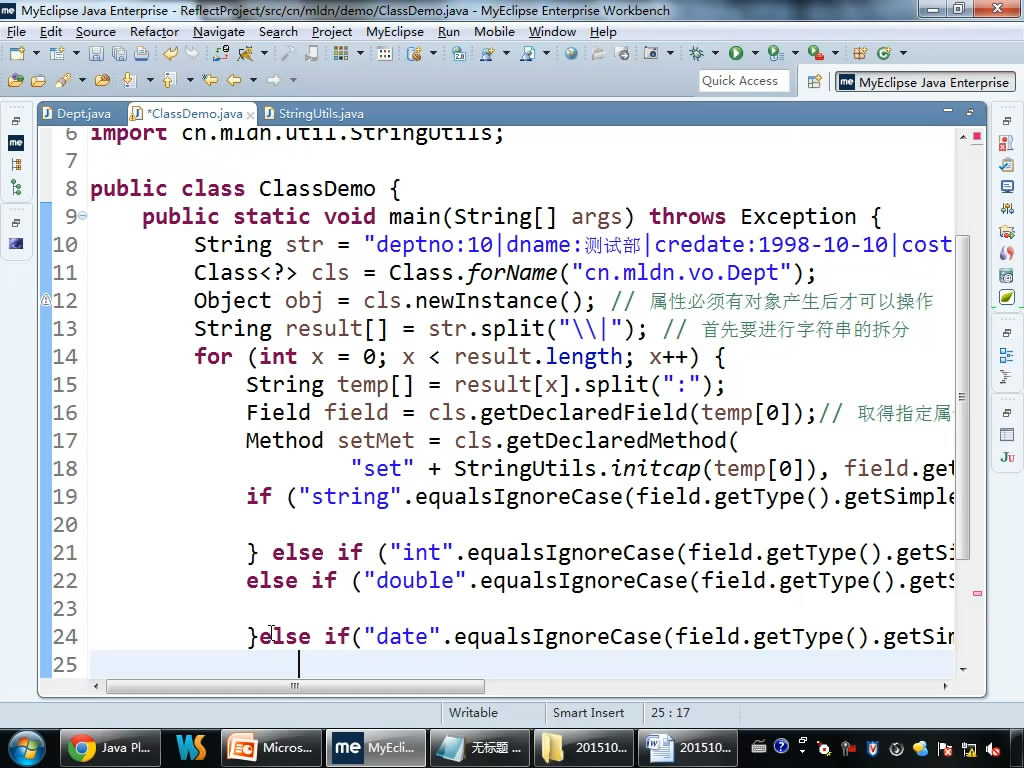 MyEclipse Java Enterprise - ReflectProject/src/cn/mldn/demo/ClassDemo.java - MyEclipse Enterprise Workbench
File Edit Source Refactor Navigate Search Project MyEclipse Run Mobile Window Help
Quick Access
me MyEclipse Java Enterprise
Dept.java *ClassDemo.java StringUtils.java
6 import cn.mldn.util.StringUtils;
7
8 public class ClassDemo {
9 public static void main(String[] args) throws Exception {
10 String str = "deptno:10|dname:测试部|credate:1998-10-10|cost
11 Class<?> cls = Class.forName("cn.mldn.vo.Dept");
12 Object obj = cls.newInstance(); // 属性必须有对象产生后才可以操作
13 String result[] = str.split("\\|"); // 首先要进行字符串的拆分
14 for (int x = 0; x < result.length; x++) {
15 String temp[] = result[x].split(":");
16 Field field = cls.getDeclaredField(temp[0]);// 取得指定属
17 Method setMet = cls.getDeclaredMethod(
18 "set" + StringUtils.initcap(temp[0]), field.get
19 if ("string".equalsIgnoreCase(field.getType().getSimple
20
21 } else if ("int".equalsIgnoreCase(field.getType().getSi
22 else if ("double".equalsIgnoreCase(field.getType().getS
23
24 }else if("date".equalsIgnoreCase(field.getType().getSim
25
Writable Smart Insert 25 : 17
Java Pl...
Micros...
me MyEcli...
无标题 ...
201510...
201510...